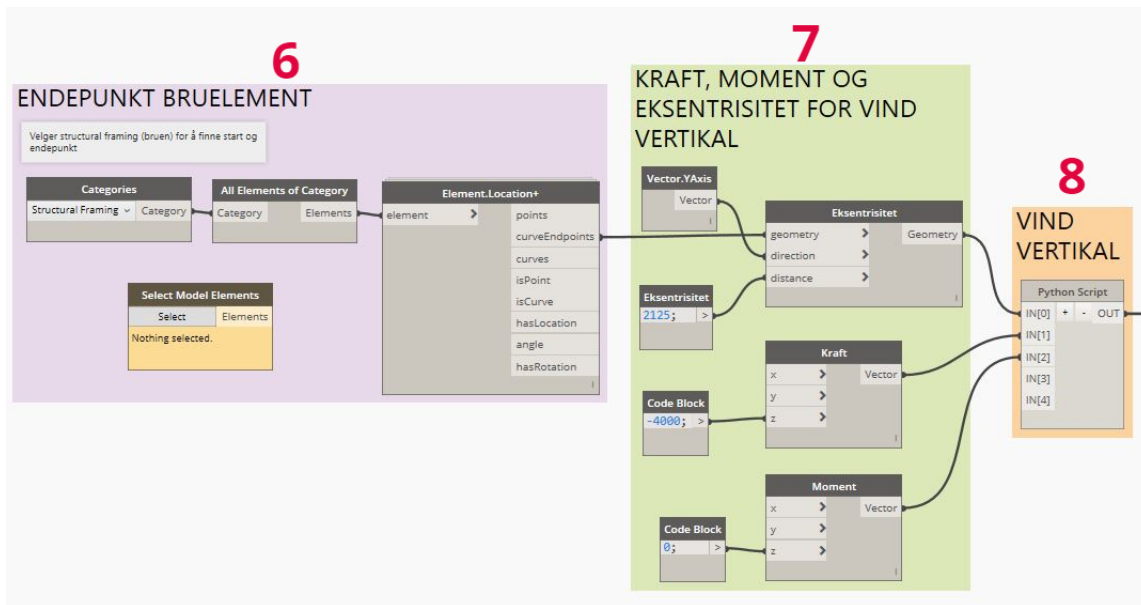 6
ENDEPUNKT BRUELEMENT
Velger structural framing (bruen) for å finne start og
endepunkt
Categories
Structural Framing Category
All Elements of Category
Category Elements
Element.Location+
element > points
curveEndpoints
curves
isPoint
isCurve
hasLocation
angle
hasRotation
Select Model Elements
Select Elements
Nothing selected.
7
KRAFT, MOMENT OG
EKSENTRISITET FOR VIND
VERTIKAL
Vector.YAxis
Vector
Eksentrisitet
geometry > Geometry
direction >
distance >
Eksentrisitet
2125; >
Kraft
x > Vector
y >
z >
Code Block
-4000; >
Moment
x > Vector
y >
z >
Code Block
0; >
8
VIND
VERTIKAL
Python Script
IN[0] + - OUT
IN[1]
IN[2]
IN[3]
IN[4]